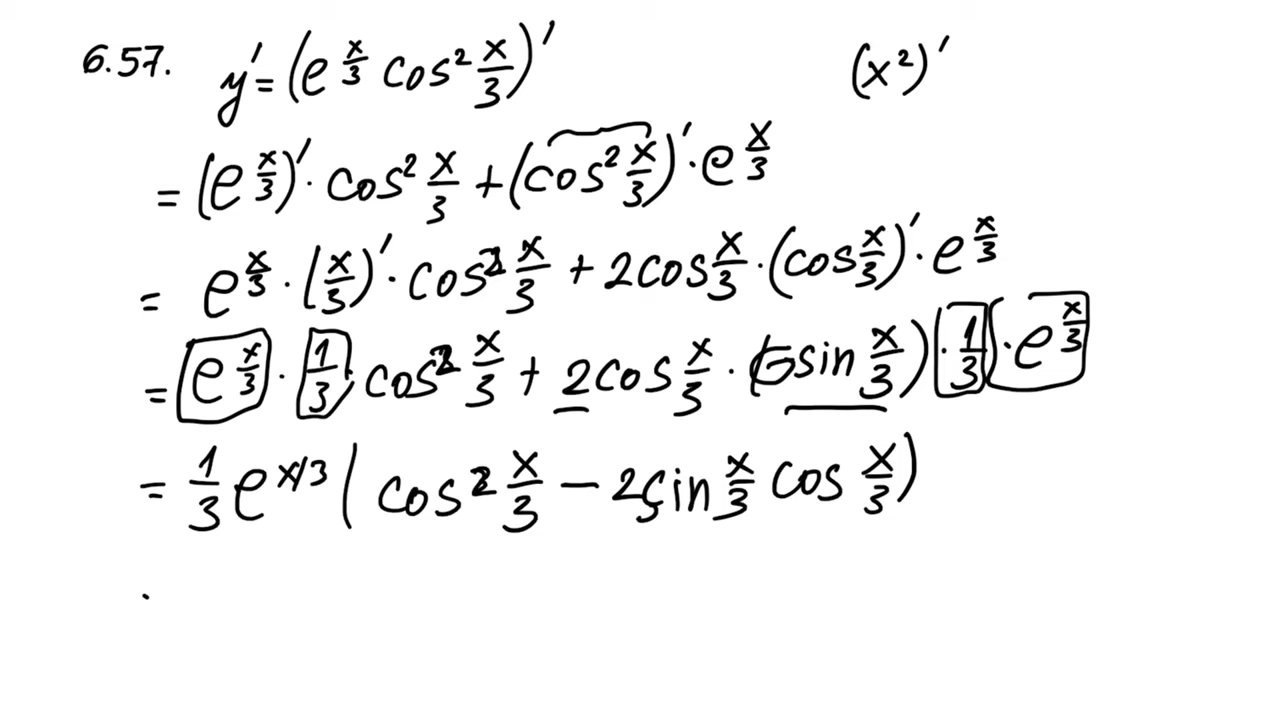 6.57. y' = (e^{x/3} cos² x/3)' (x²)'
= (e^{x/3})' · cos² x/3 + (cos² x/3)' · e^{x/3}
= e^{x/3} · (x/3)' · cos² x/3 + 2cos x/3 · (cos x/3)' · e^{x/3}
= e^{x/3} · 1/3 · cos² x/3 + 2cos x/3 · (-sin x/3) · 1/3 · e^{x/3}
= 1/3 e^{x/3} (cos² x/3 - 2sin x/3 cos x/3)